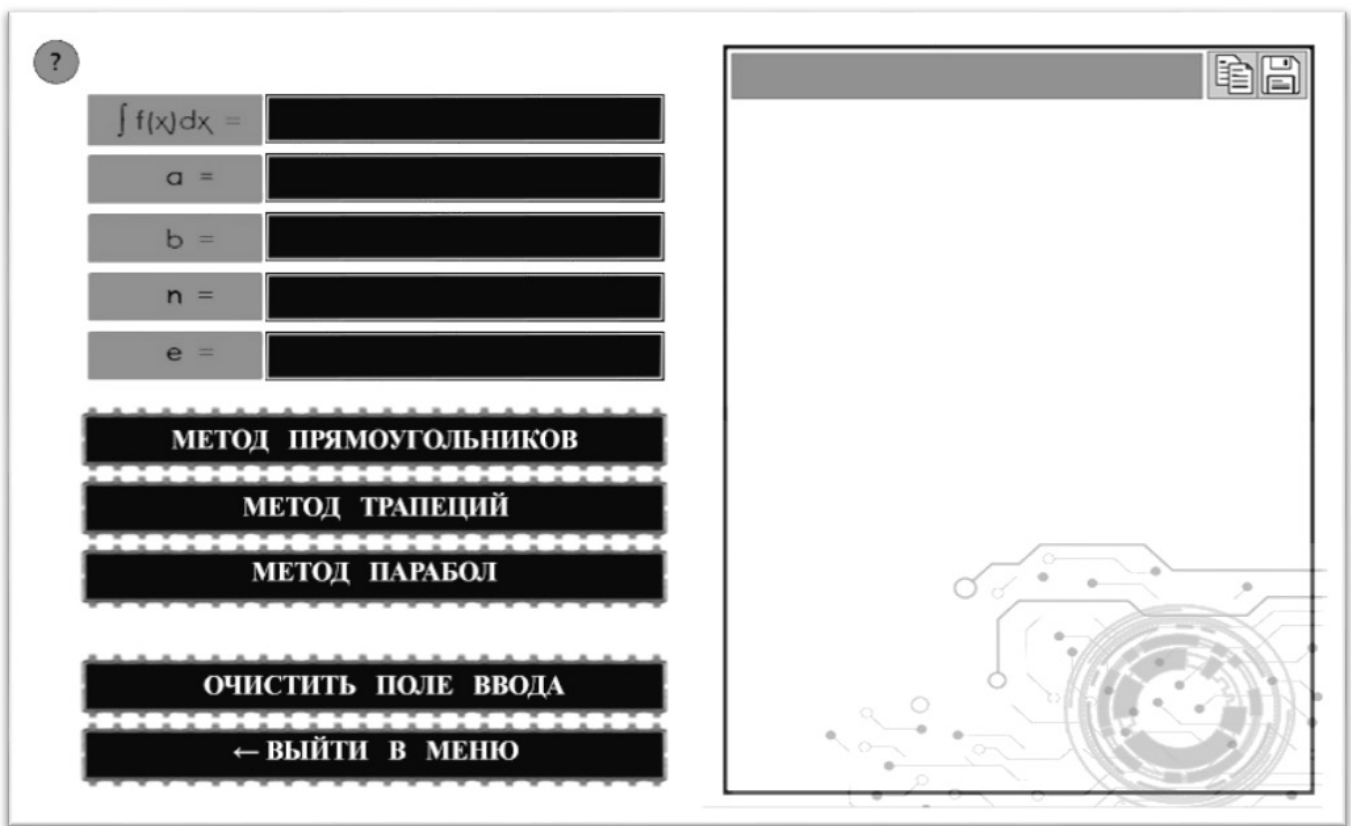 ?
∫ f(x)dx =
a =
b =
n =
e =
МЕТОД ПРЯМОУГОЛЬНИКОВ
МЕТОД ТРАПЕЦИЙ
МЕТОД ПАРАБОЛ
ОЧИСТИТЬ ПОЛЕ ВВОДА
← ВЫЙТИ В МЕНЮ